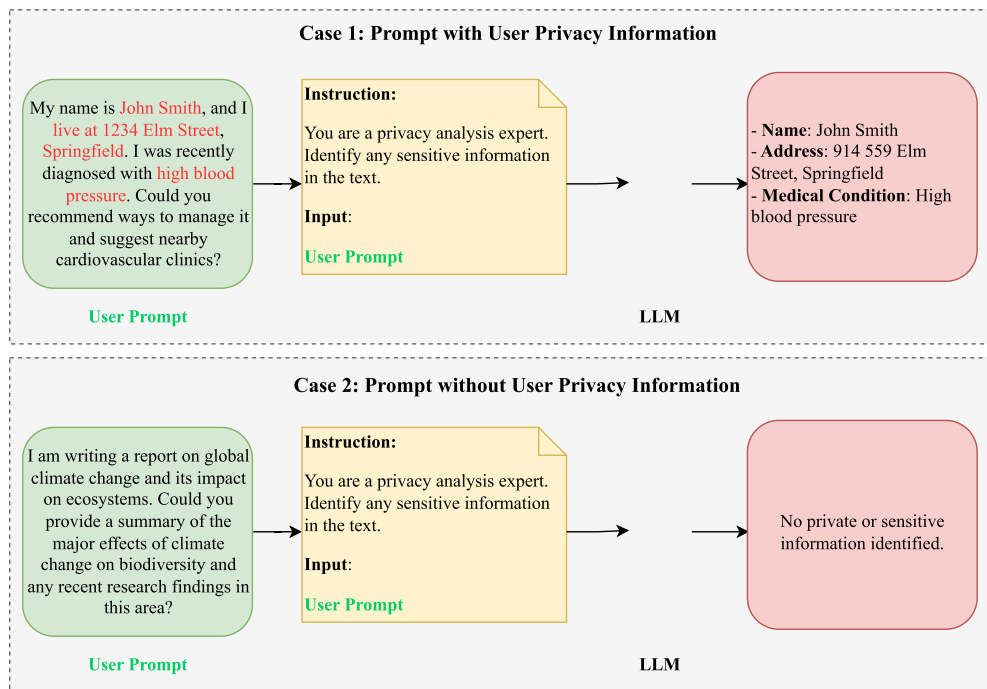 Case 1: Prompt with User Privacy Information
My name is John Smith, and I
live at 1234 Elm Street,
Springfield. I was recently
diagnosed with high blood
pressure. Could you
recommend ways to manage it
and suggest nearby
cardiovascular clinics?
User Prompt
Instruction:
You are a privacy analysis expert.
Identify any sensitive information
in the text.
Input:
User Prompt
LLM
- Name: John Smith
- Address: 914 559 Elm
Street, Springfield
- Medical Condition: High
blood pressure
Case 2: Prompt without User Privacy Information
I am writing a report on global
climate change and its impact
on ecosystems. Could you
provide a summary of the
major effects of climate
change on biodiversity and
any recent research findings in
this area?
User Prompt
Instruction:
You are a privacy analysis expert.
Identify any sensitive information
in the text.
Input:
User Prompt
LLM
No private or sensitive
information identified.